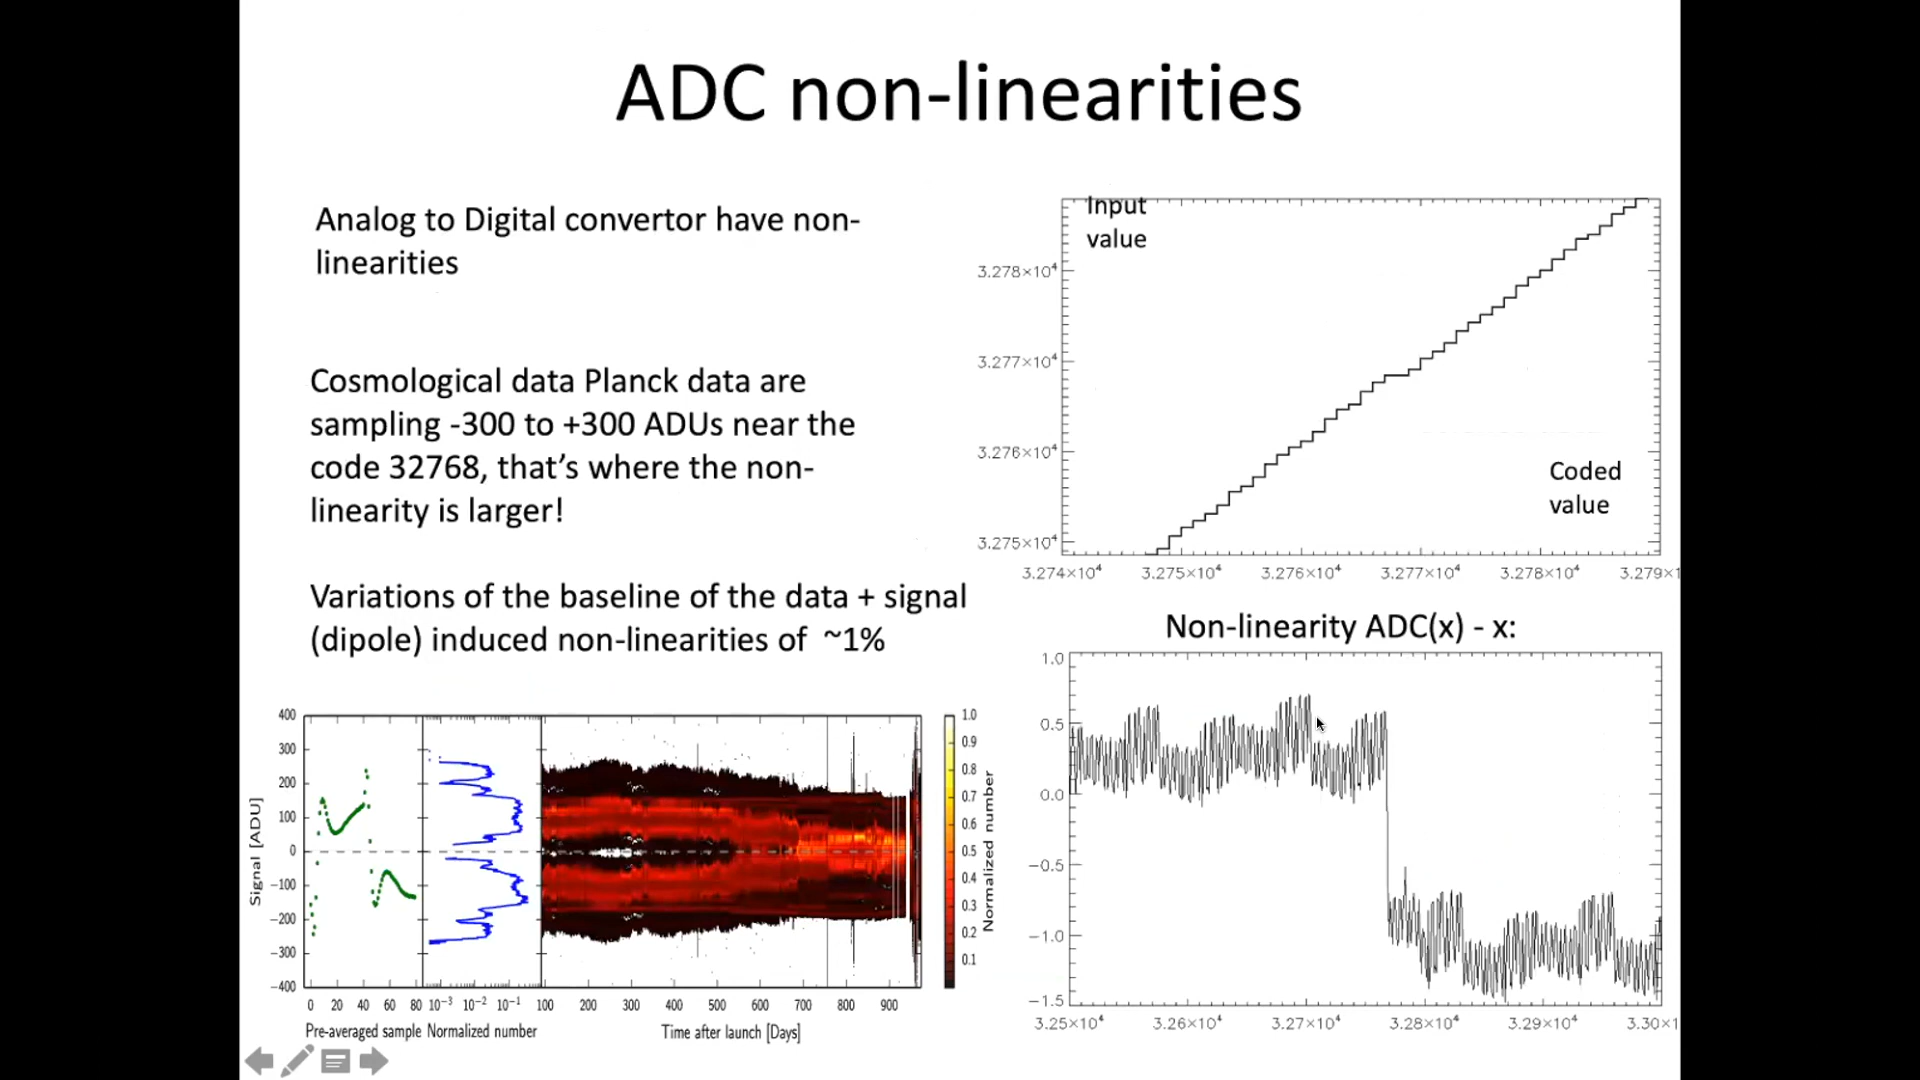 ADC non-linearities
Analog to Digital convertor have non-
linearities
Cosmological data Planck data are
sampling -300 to +300 ADUs near the
code 32768, that’s where the non-
linearity is larger!
Variations of the baseline of the data + signal
(dipole) induced non-linearities of ~1%
Input
value
3.278×10⁴
3.277×10⁴
3.276×10⁴
3.275×10⁴
Coded
value
3.274×10⁴ 3.275×10⁴ 3.276×10⁴ 3.277×10⁴ 3.278×10⁴ 3.279×1
Non-linearity ADC(x) - x:
1.0
0.5
0.0
−0.5
−1.0
−1.5
3.25×10⁴ 3.26×10⁴ 3.27×10⁴ 3.28×10⁴ 3.29×10⁴ 3.30×1
Signal [ADU]
400
300
200
100
0
−100
−200
−300
−400
0 20 40 60 80 10⁻³ 10⁻² 10⁻¹ 100 200 300 400 500 600 700 800 900
Pre-averaged sample Normalized number Time after launch [Days]
1.0
0.9
0.8
0.7
0.6
0.5
0.4
0.3
0.2
0.1
Normalized number